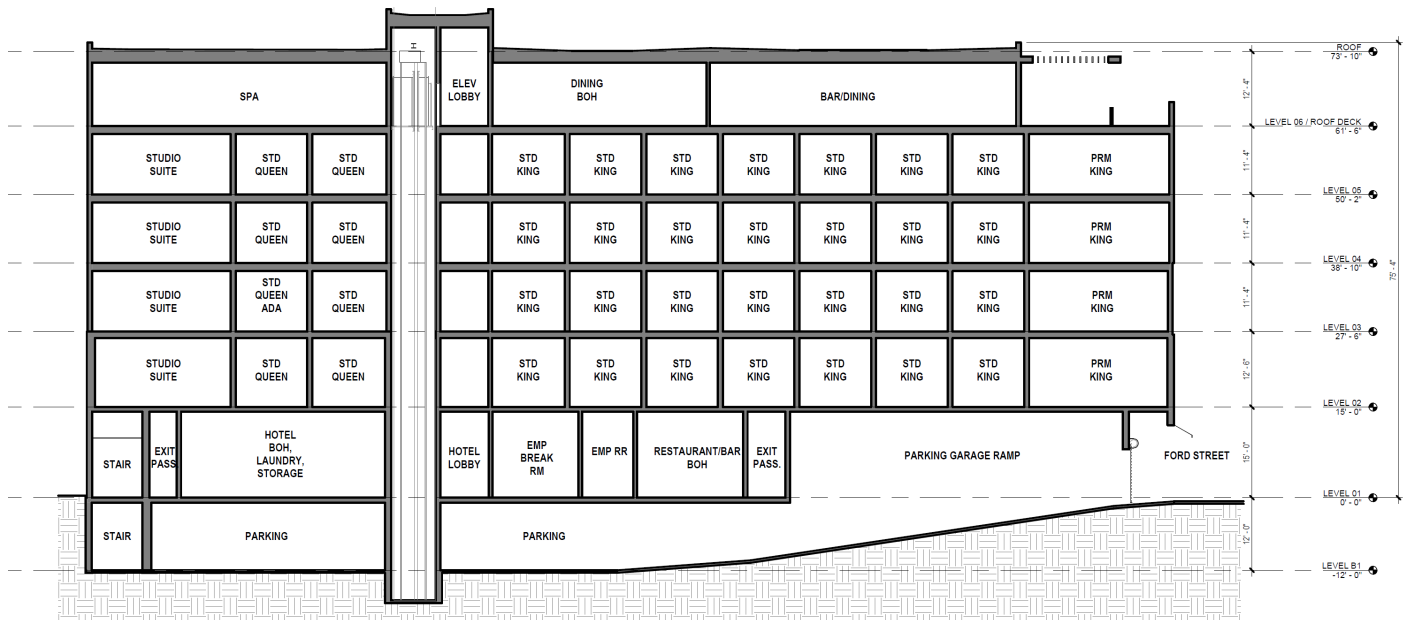 ROOF
73' - 10"
ELEV
LOBBY
DINING
BOH
SPA
BAR/DINING
12' - 4"
LEVEL 06 / ROOF DECK
61' - 6"
STUDIO
SUITE
STD
QUEEN
STD
QUEEN
STD
KING
STD
KING
STD
KING
STD
KING
STD
KING
STD
KING
STD
KING
PRM
KING
11' - 4"
LEVEL 05
50' - 2"
STUDIO
SUITE
STD
QUEEN
STD
QUEEN
STD
KING
STD
KING
STD
KING
STD
KING
STD
KING
STD
KING
STD
KING
PRM
KING
11' - 4"
LEVEL 04
38' - 10"
75' - 4"
STUDIO
SUITE
STD
QUEEN
ADA
STD
QUEEN
STD
KING
STD
KING
STD
KING
STD
KING
STD
KING
STD
KING
STD
KING
PRM
KING
11' - 4"
LEVEL 03
27' - 6"
STUDIO
SUITE
STD
QUEEN
STD
QUEEN
STD
KING
STD
KING
STD
KING
STD
KING
STD
KING
STD
KING
STD
KING
PRM
KING
12' - 6"
LEVEL 02
15' - 0"
STAIR
EXIT
PASS
HOTEL
BOH,
LAUNDRY,
STORAGE
HOTEL
LOBBY
EMP
BREAK
RM
EMP RR
RESTAURANT/BAR
BOH
EXIT
PASS.
PARKING GARAGE RAMP
FORD STREET
15' - 0"
LEVEL 01
0' - 0"
STAIR
PARKING
PARKING
12' - 0"
LEVEL B1
-12' - 0"